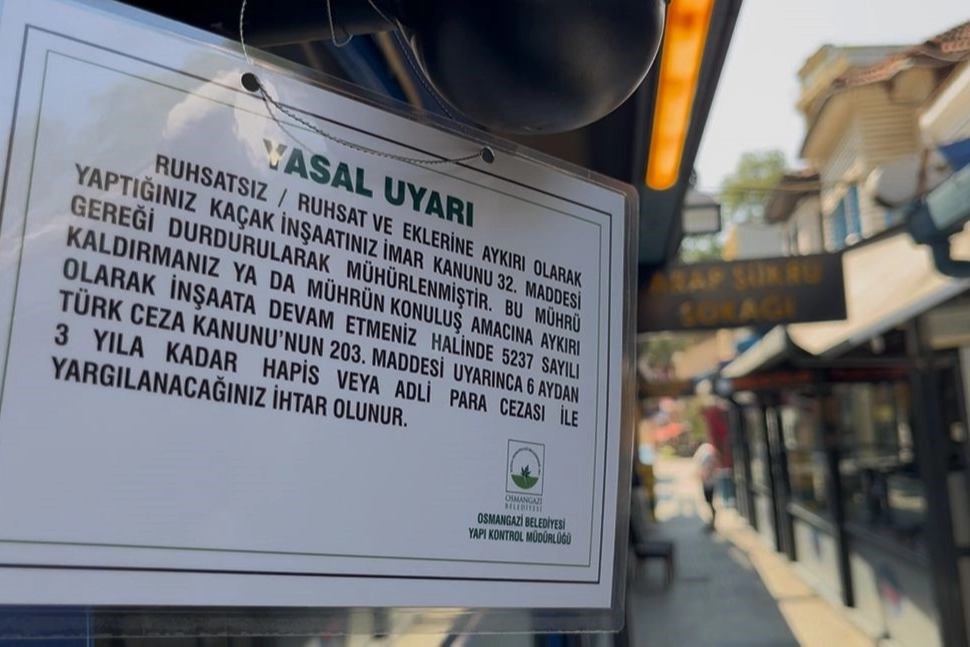 YASAL UYARI
RUHSATSIZ / RUHSAT VE EKLERİNE AYKIRI OLARAK
YAPTIĞINIZ KAÇAK İNŞAATINIZ İMAR KANUNU 32. MADDESİ
GEREĞİ DURDURULARAK MÜHÜRLENMİŞTİR. BU MÜHRÜ
KALDIRMANIZ YA DA MÜHRÜN KONULUŞ AMACINA AYKIRI
OLARAK İNŞAATA DEVAM ETMENİZ HALİNDE 5237 SAYILI
TÜRK CEZA KANUNU'NUN 203. MADDESİ UYARINCA 6 AYDAN
3 YILA KADAR HAPİS VEYA ADLİ PARA CEZASI İLE
YARGILANACAĞINIZ İHTAR OLUNUR.
OSMANGAZİ
BELEDİYESİ
OSMANGAZİ BELEDİYESİ
YAPI KONTROL MÜDÜRLÜĞÜ
ARAP ŞÜKRÜ
SOKAĞI